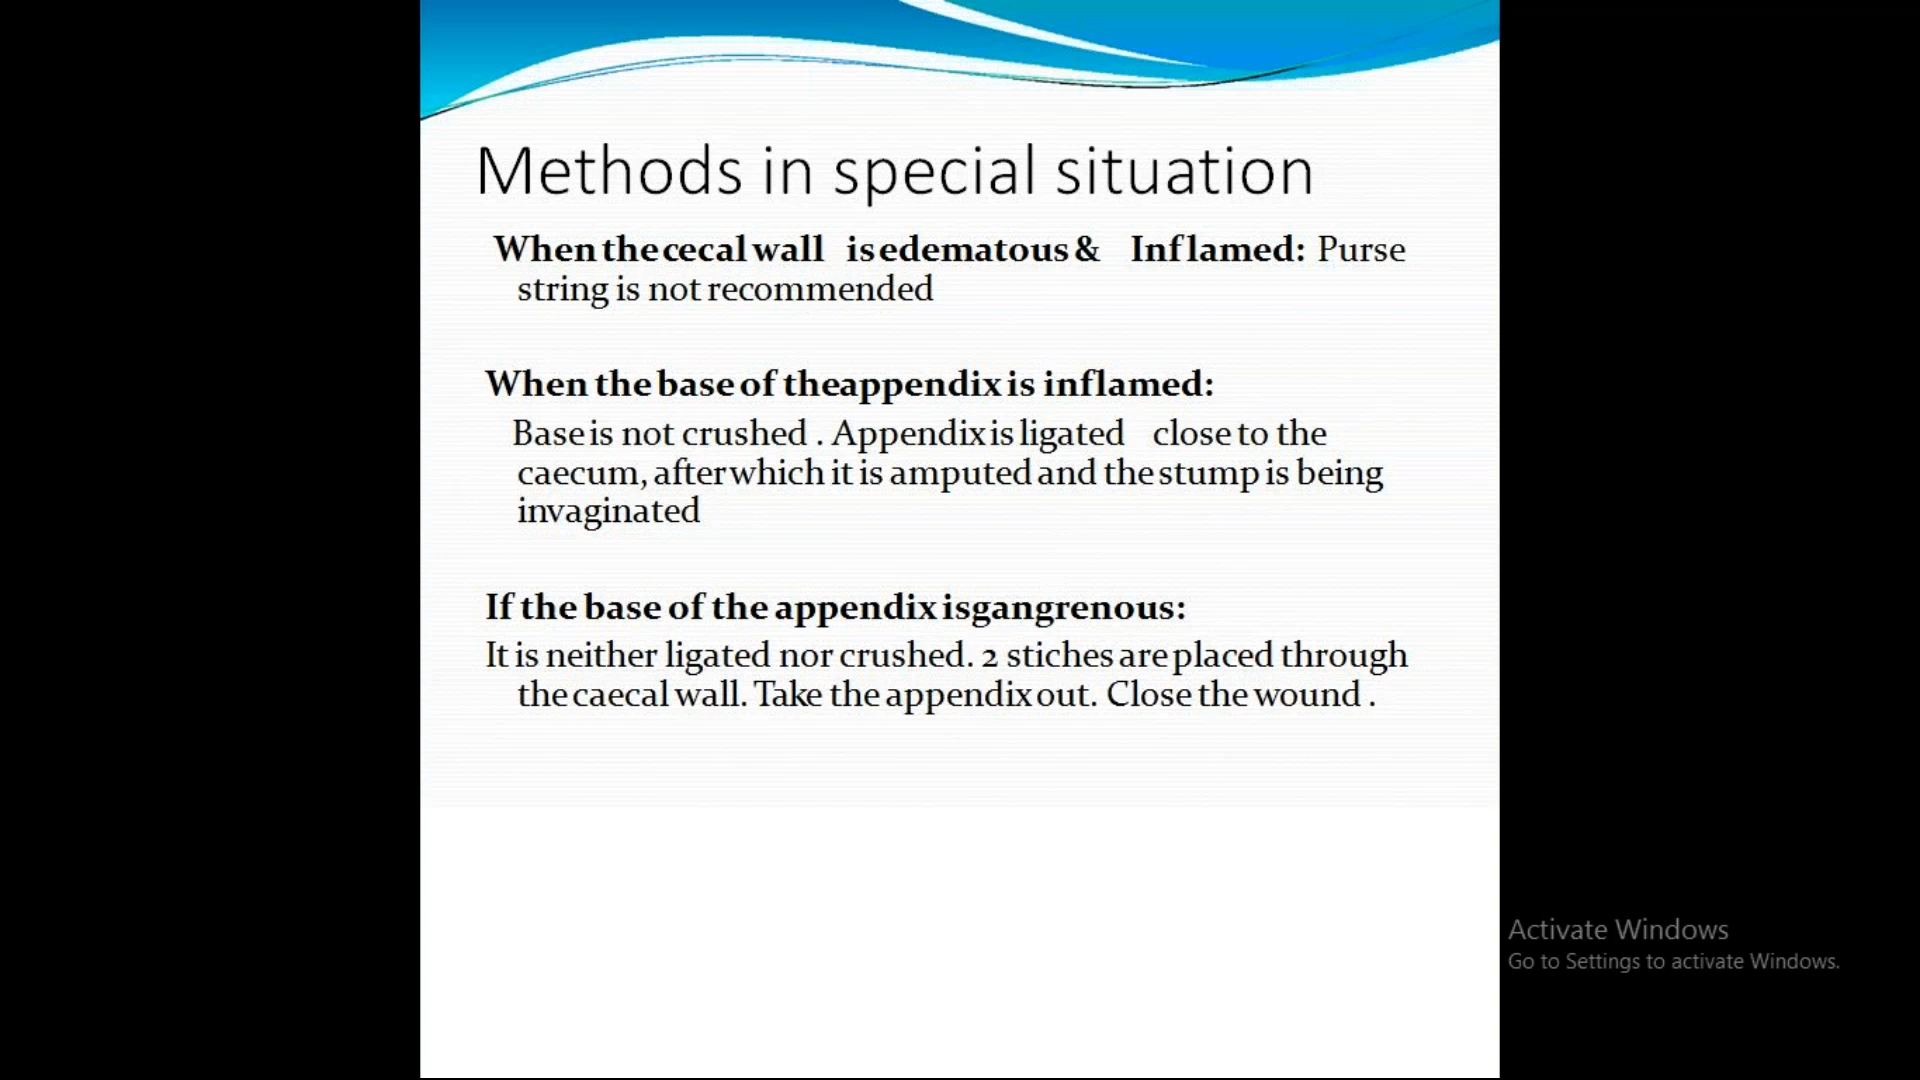 Methods in special situation
When the cecal wall is edematous & Inflamed: Purse
string is not recommended
When the base of theappendix is inflamed:
Base is not crushed . Appendix is ligated close to the
caecum, after which it is amputed and the stump is being
invaginated
If the base of the appendix isgangrenous:
It is neither ligated nor crushed. 2 stiches are placed through
the caecal wall. Take the appendix out. Close the wound .
Activate Windows
Go to Settings to activate Windows.